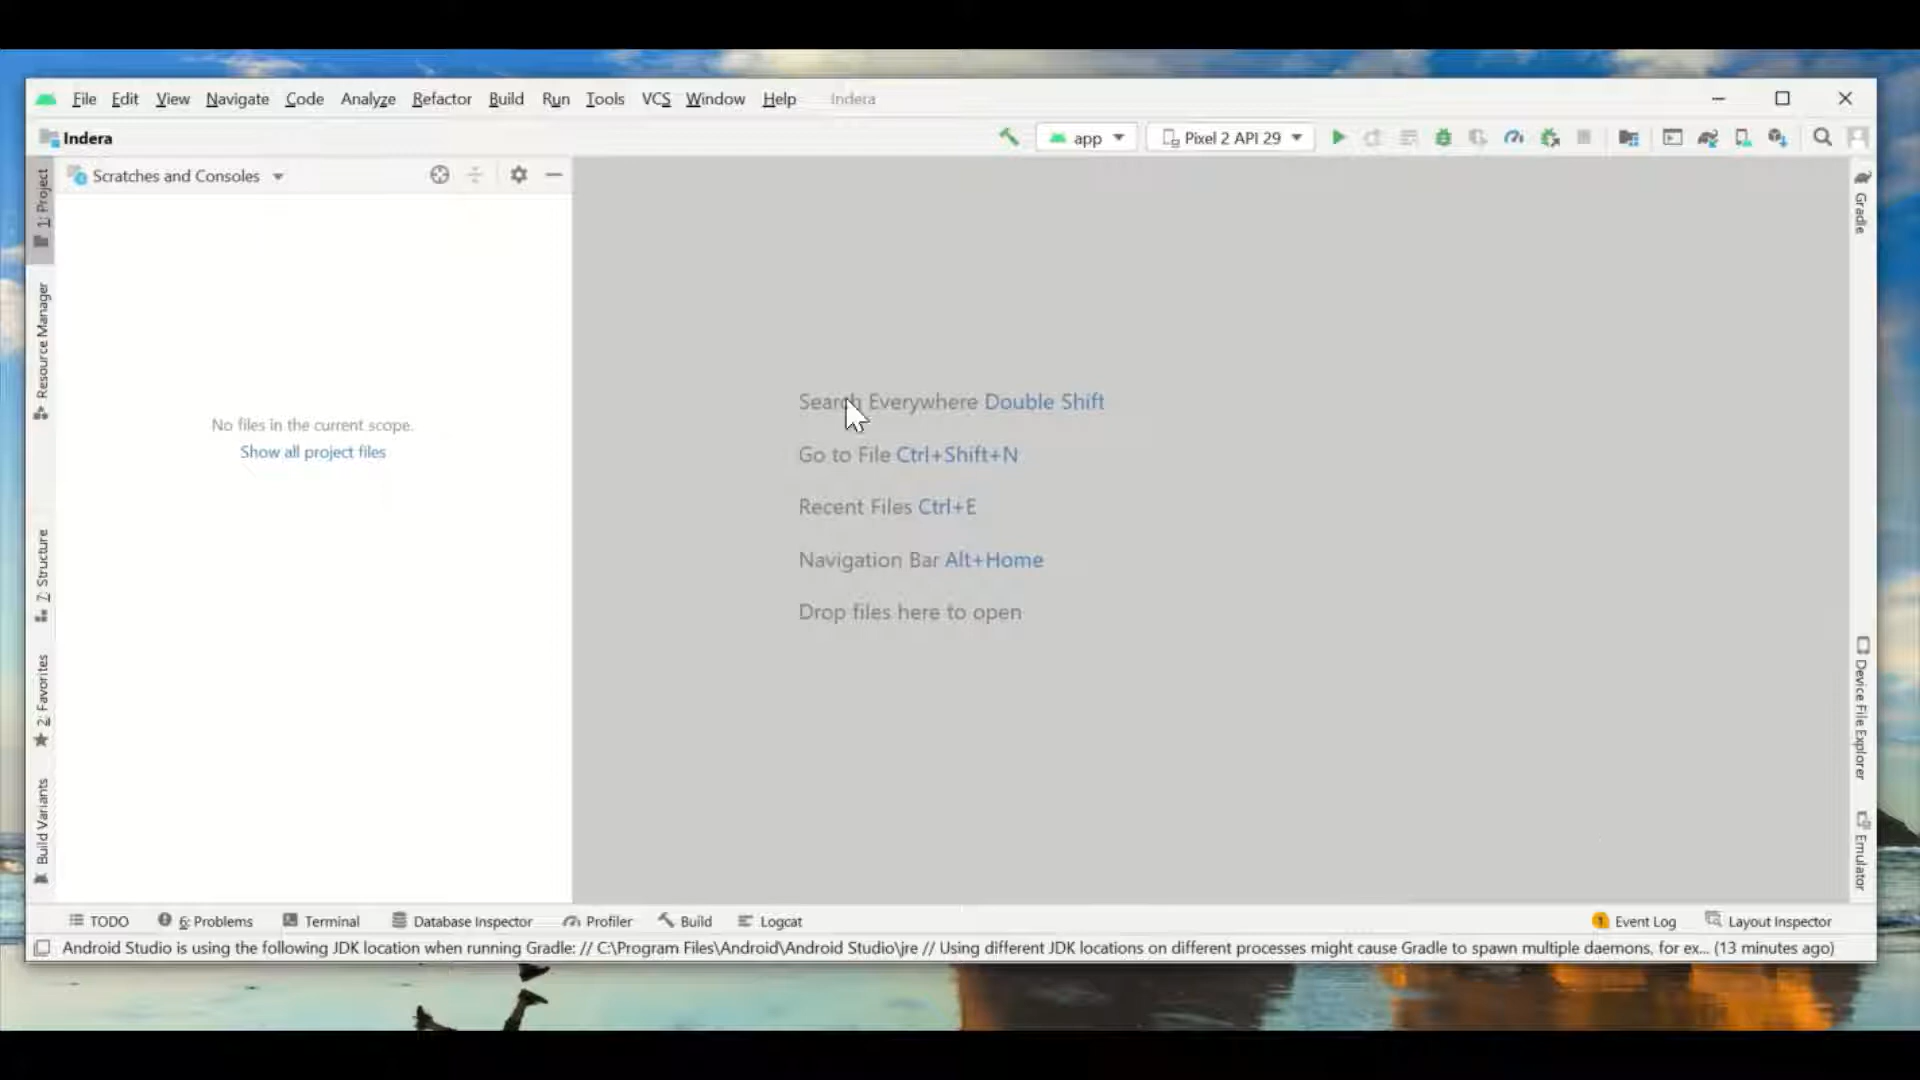 File Edit View Navigate Code Analyze Refactor Build Run Tools VCS Window Help Indera
Indera
app
Pixel 2 API 29
Scratches and Consoles
1: Project
Resource Manager
7: Structure
2: Favorites
Build Variants
No files in the current scope.
Show all project files
Search Everywhere Double Shift
Go to File Ctrl+Shift+N
Recent Files Ctrl+E
Navigation Bar Alt+Home
Drop files here to open
Gradle
Device File Explorer
Emulator
TODO 6: Problems Terminal Database Inspector Profiler Build Logcat 1 Event Log Layout Inspector
Android Studio is using the following JDK location when running Gradle: // C:\Program Files\Android\Android Studio\jre // Using different JDK locations on different processes might cause Gradle to spawn multiple daemons, for ex... (13 minutes ago)